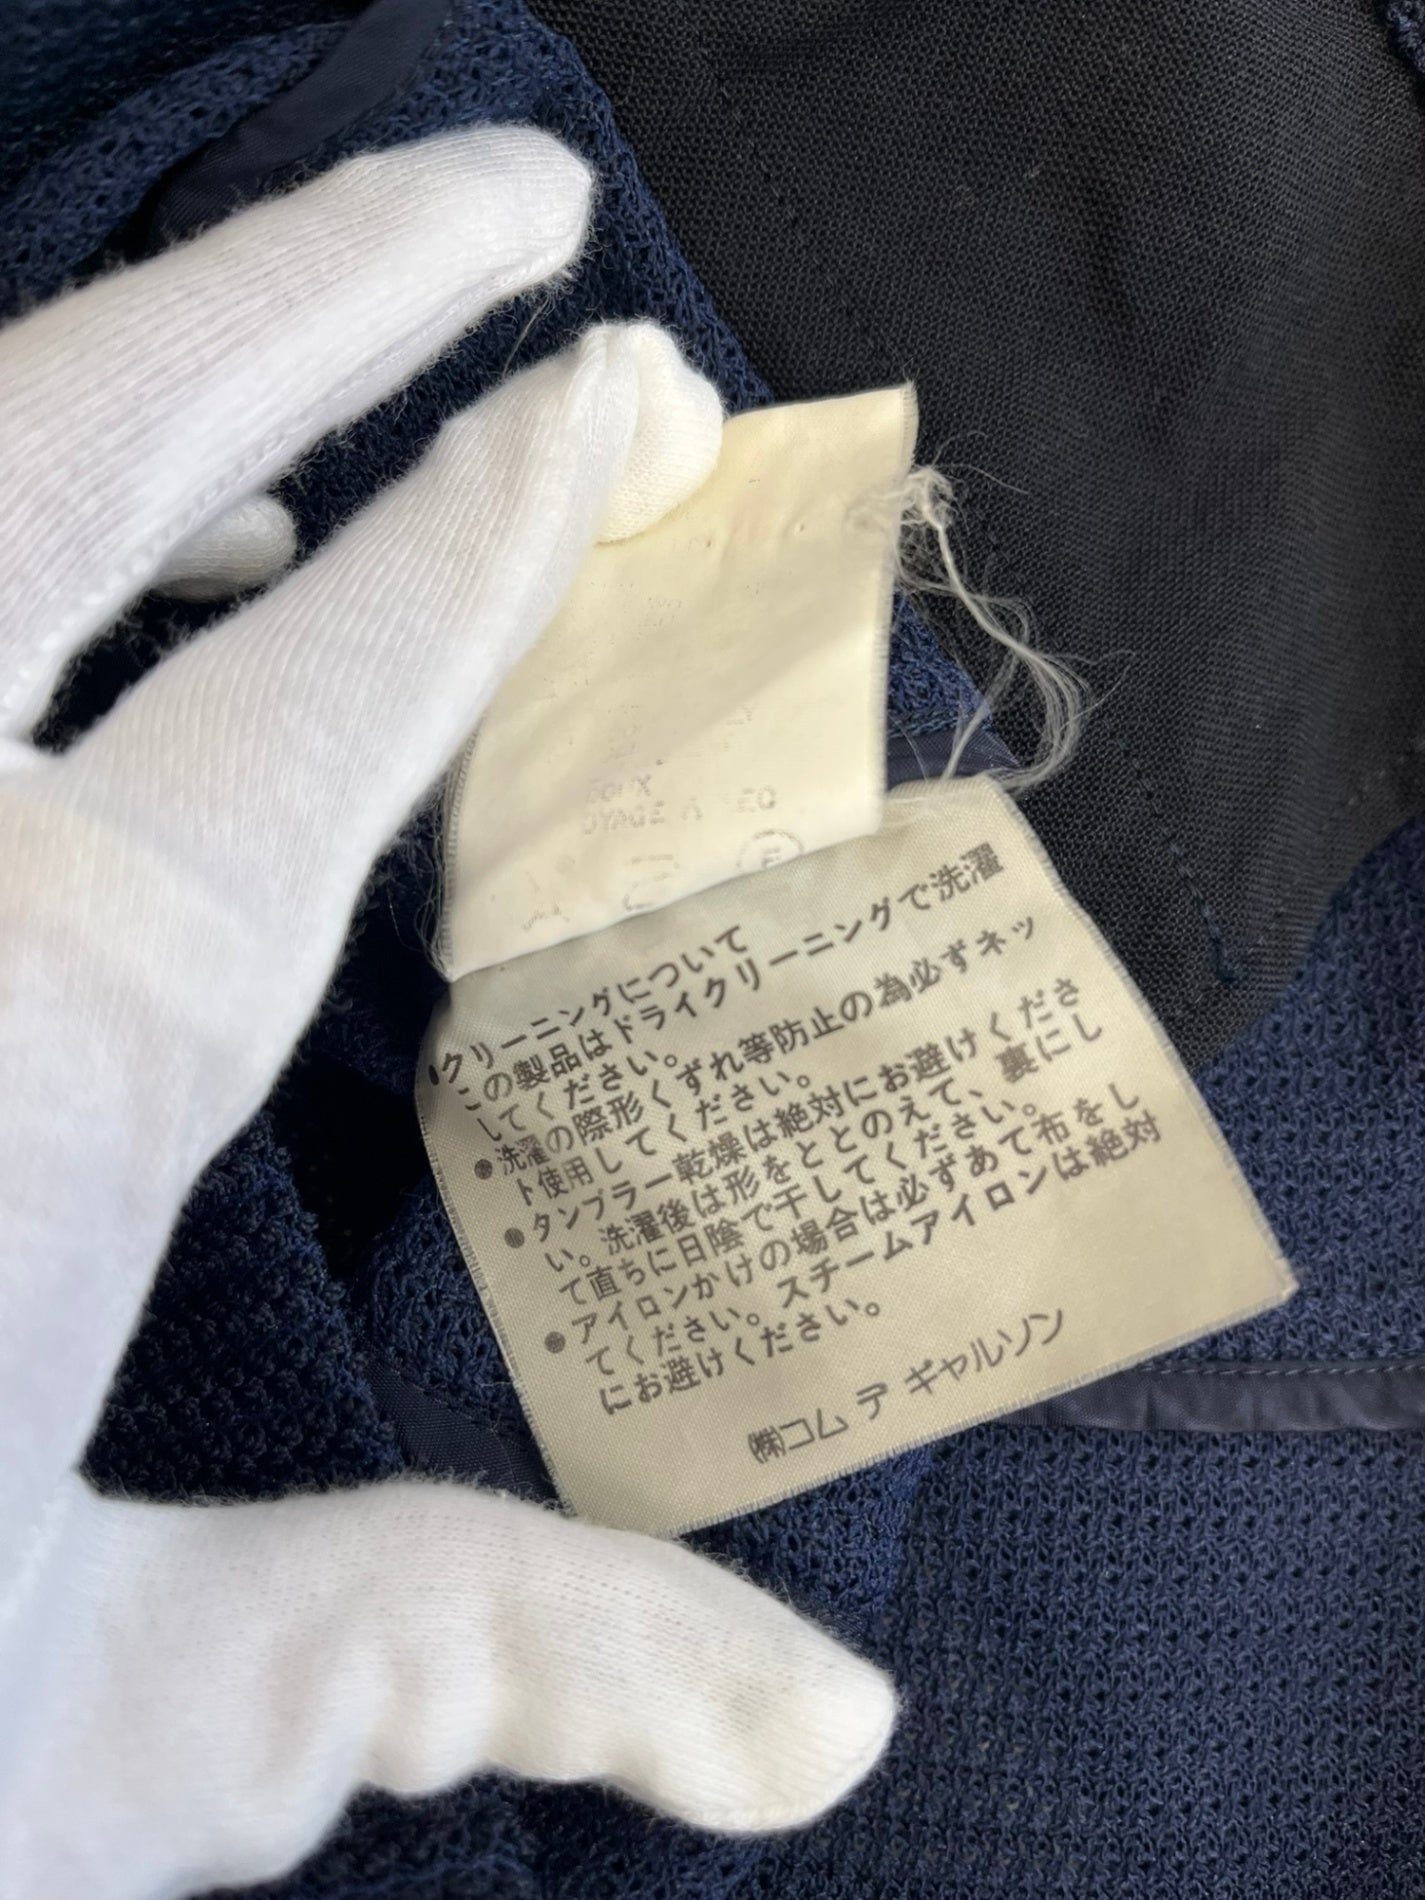 DOUX
クリーニングについて
この製品はドライクリーニングで洗濯
してください。
●洗濯の際形くずれ等防止の為必ずネッ
ト使用してください。
●タンブラー乾燥は絶対にお避けくださ
い。洗濯後は形をととのえて、裏にし
て直ちに日陰で干してください。
●アイロンかけの場合は必ずあて布をし
てください。スチームアイロンは絶対
にお避けください。
㈱コム デ ギャルソン